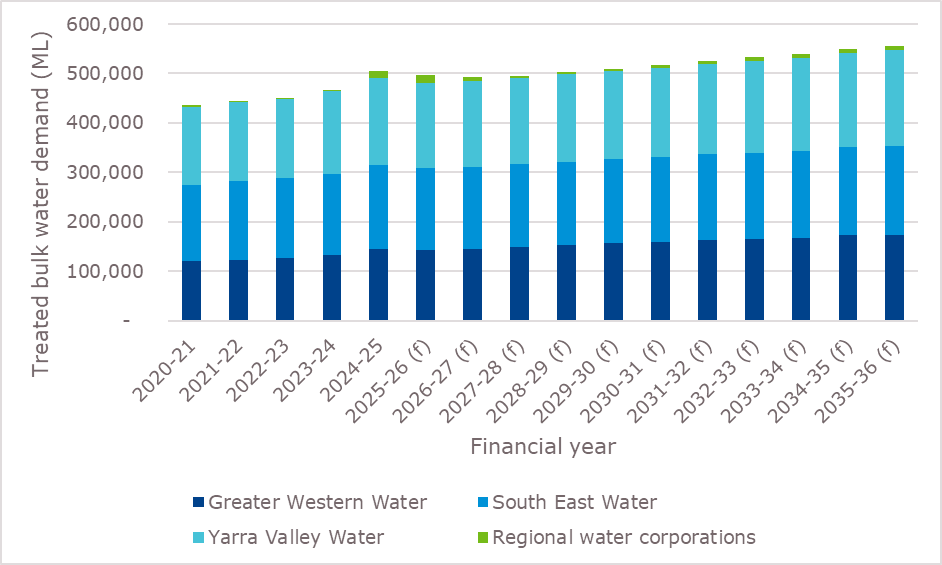 600,000
500,000
400,000
300,000
200,000
100,000
-
Treated bulk water demand (ML)
2020-21
2021-22
2022-23
2023-24
2024-25
2025-26 (f)
2026-27 (f)
2027-28 (f)
2028-29 (f)
2029-30 (f)
2030-31 (f)
2031-32 (f)
2032-33 (f)
2033-34 (f)
2034-35 (f)
2035-36 (f)
Financial year
Greater Western Water
South East Water
Yarra Valley Water
Regional water corporations